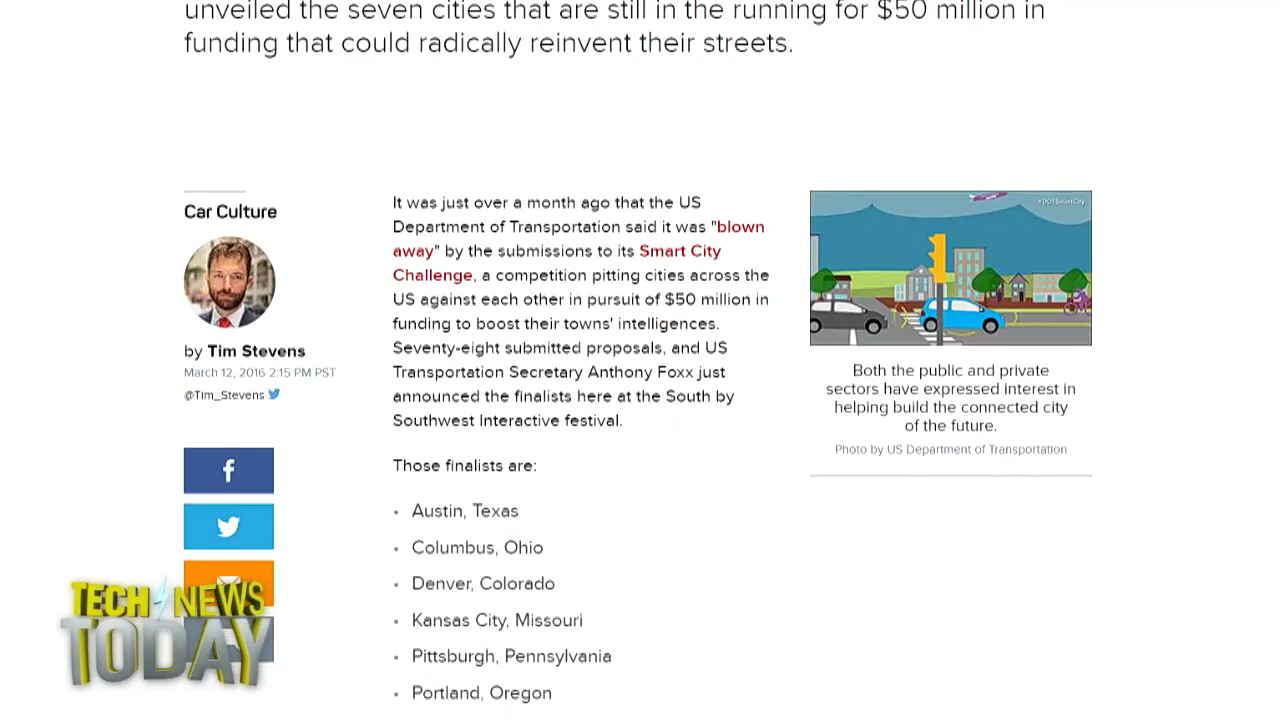 unveiled the seven cities that are still in the running for $50 million in
funding that could radically reinvent their streets.
Car Culture
by Tim Stevens
March 12, 2016 2:15 PM PST
@Tim_Stevens
f
It was just over a month ago that the US
Department of Transportation said it was "blown
away" by the submissions to its Smart City
Challenge, a competition pitting cities across the
US against each other in pursuit of $50 million in
funding to boost their towns' intelligences.
Seventy-eight submitted proposals, and US
Transportation Secretary Anthony Foxx just
announced the finalists here at the South by
Southwest Interactive festival.
Those finalists are:
• Austin, Texas
• Columbus, Ohio
• Denver, Colorado
• Kansas City, Missouri
• Pittsburgh, Pennsylvania
• Portland, Oregon
#DOTSmartCity
Both the public and private
sectors have expressed interest in
helping build the connected city
of the future.
Photo by US Department of Transportation
TECH NEWS
TODAY